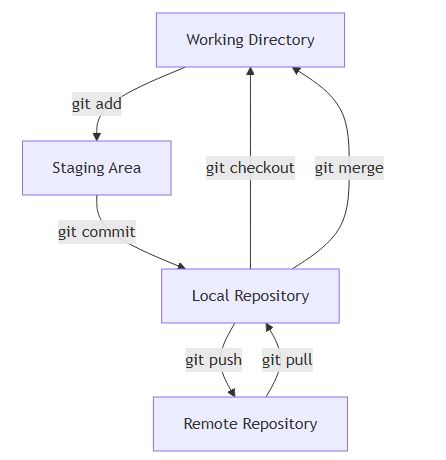 Working Directory
git add
Staging Area
git checkout
git merge
git commit
Local Repository
git push
git pull
Remote Repository